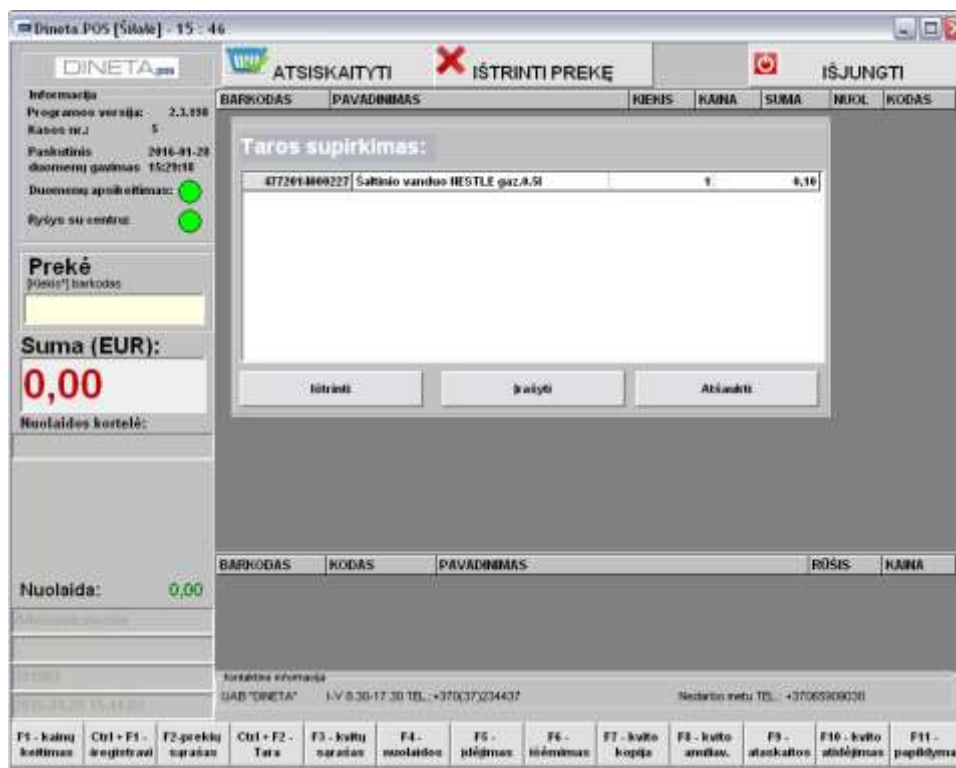 Dineta.POS [Šilalė] - 15 : 46
DINETA.pos
ATSISKAITYTI
IŠTRINTI PREKĘ
IŠJUNGTI
Informacija
Programos versija: 2.3.898
Kasos nr.: 5
Paskutinis 2016-01-28
duomenų gavimas 15:29:18
Duomenų apsikeitimas:
Ryšys su centru:
BARKODAS PAVADINIMAS KIEKIS KAINA SUMA NUOL KODAS
Taros supirkimas:
4772014000227 Šaltinio vanduo NESTLE gaz.0.5l 1 0,10
Prekė
[Kiekis*] barkodas
Suma (EUR):
0,00
Ištrinti Įrašyti Atšaukti
Nuolaidos kortelė:
BARKODAS KODAS PAVADINIMAS RŪŠIS KAINA
Nuolaida: 0,00
Kontaktinė informacija
UAB "DINETA" I-V 8.30-17.30 TEL.:+370(37)234437 Nedarbo metu TEL.: +37065909030
F1 - kainų keitimas
Ctrl + F1 -
F2-prekių sąrašas
Ctrl + F2 - Tara
F3 - kvitų sąrašas
F4 - nuolaidos
F5 - įdėjimas
F6 - išėmimas
F7 - kvito kopija
F8 - kvito anuliav.
F9 - ataskaitos
F10 - kvito atidėjimas
F11 - papildyma